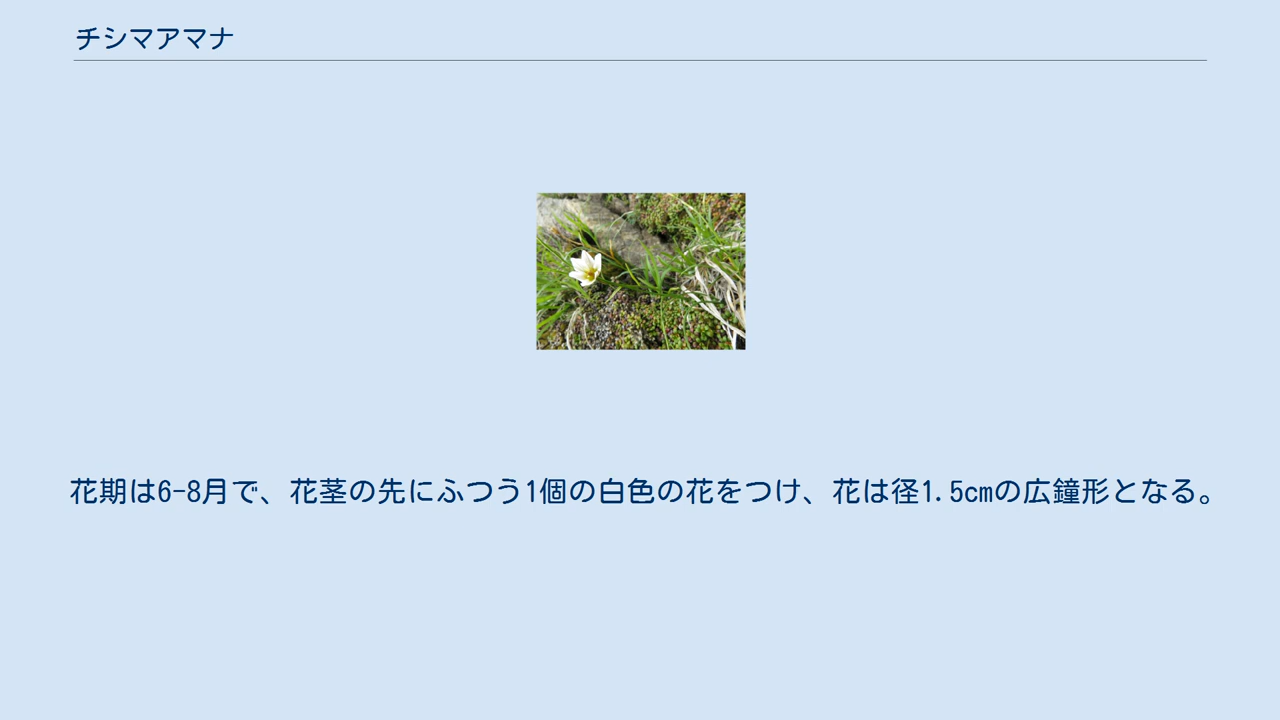 チシマアマナ
花期は6-8月で、花茎の先にふつう1個の白色の花をつけ、花は径1.5cmの広鐘形となる。